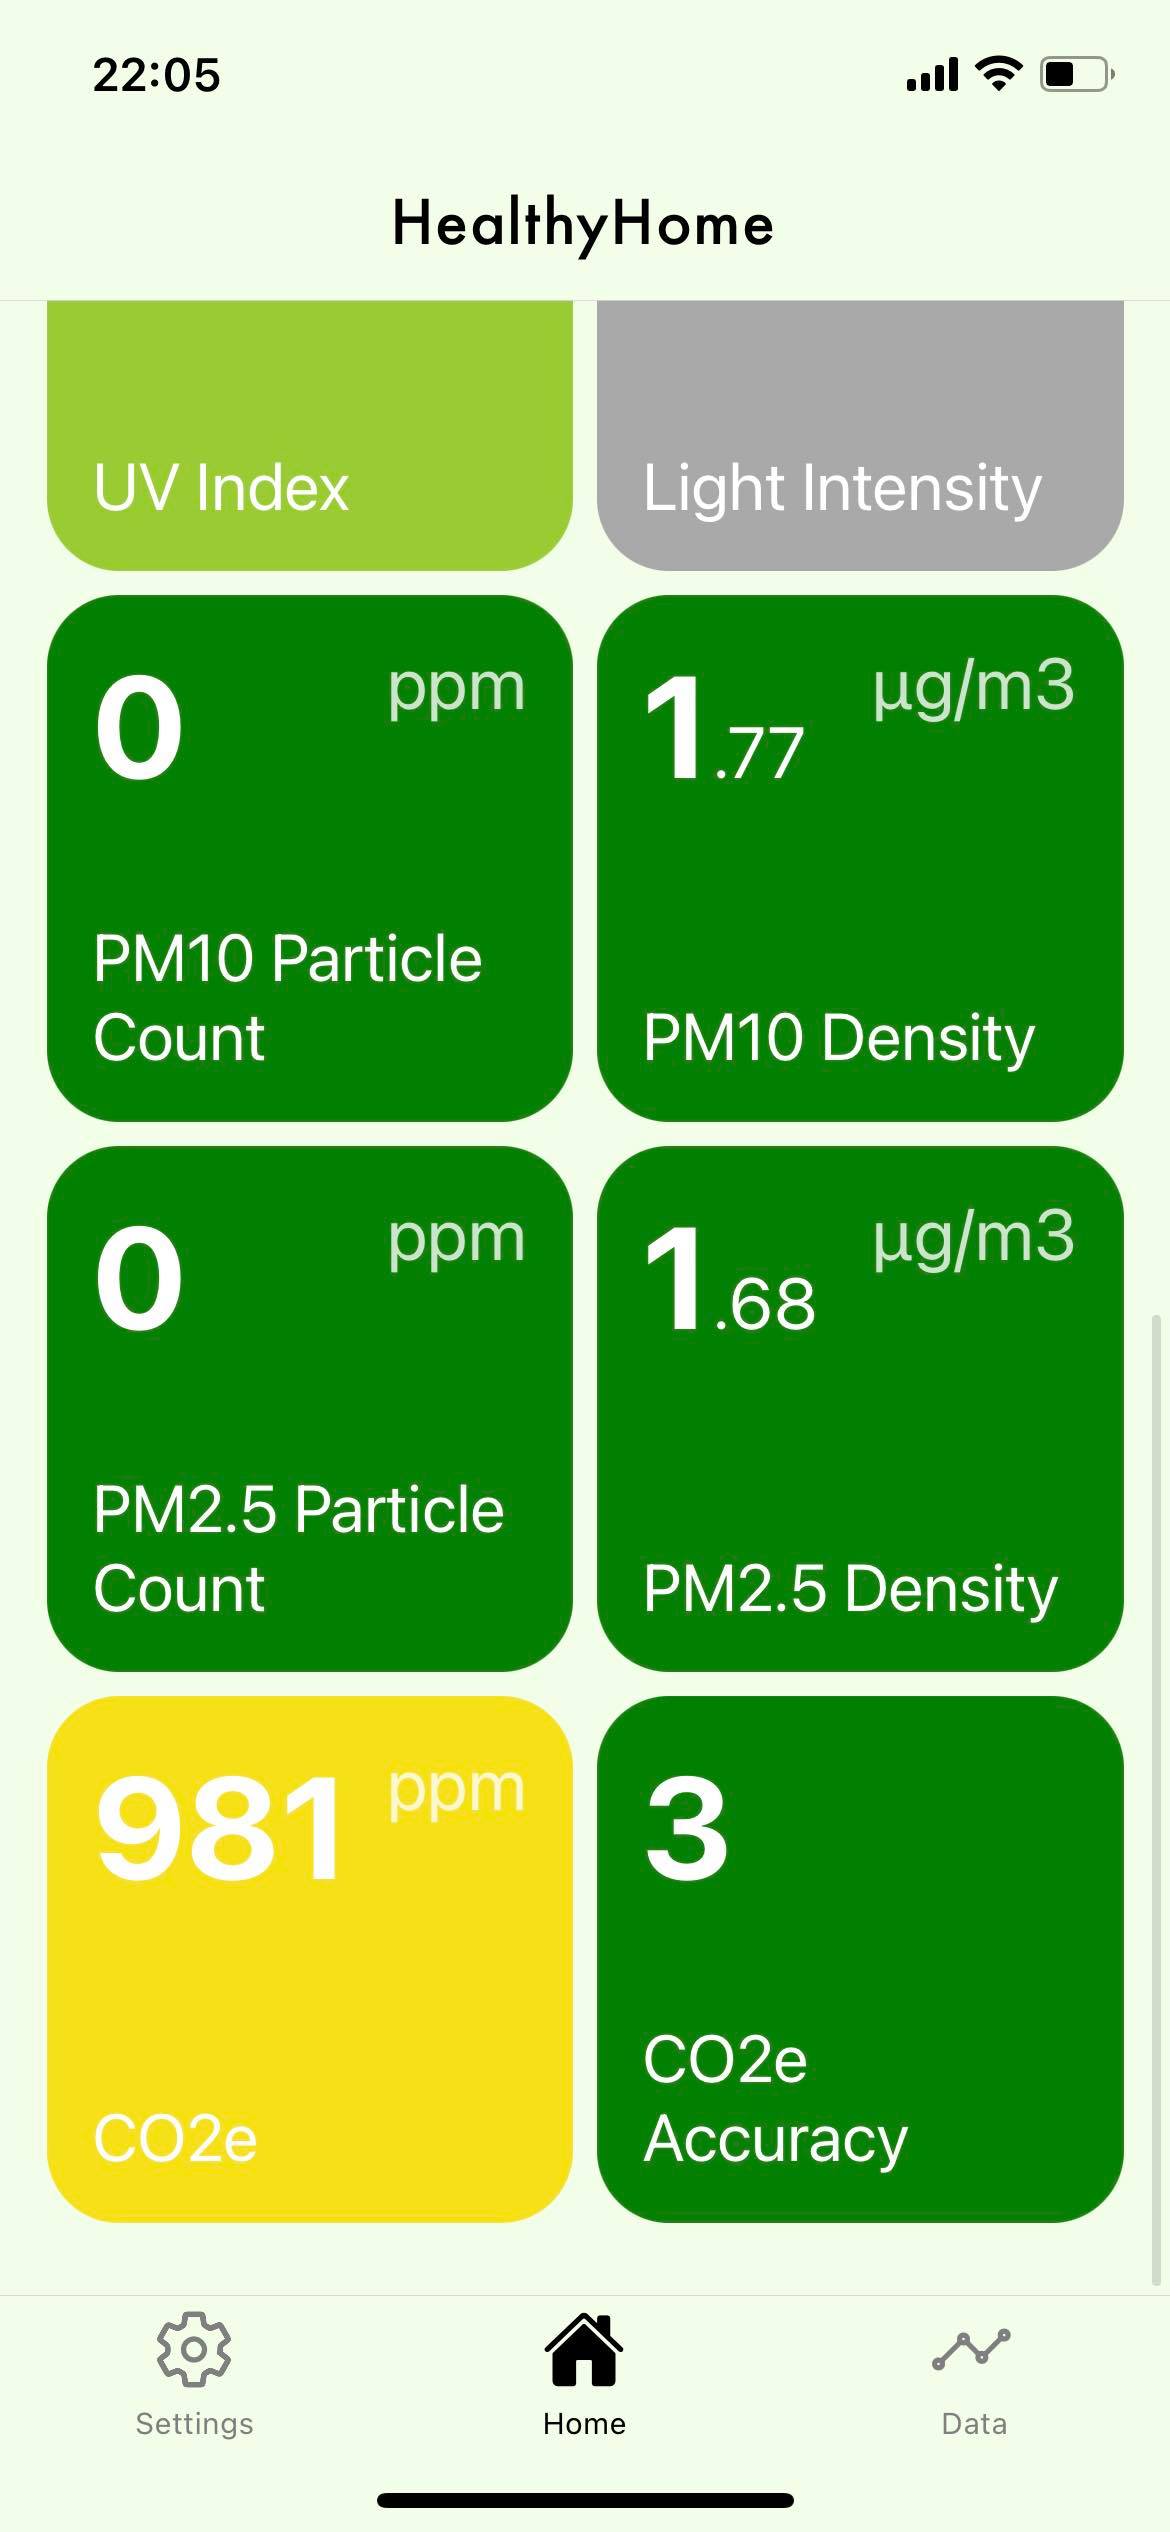 22:05
HealthyHome
UV Index
Light Intensity
0 ppm
PM10 Particle
Count
1.77 µg/m3
PM10 Density
0 ppm
PM2.5 Particle
Count
1.68 µg/m3
PM2.5 Density
981 ppm
CO2e
3
CO2e
Accuracy
Settings
Home
Data